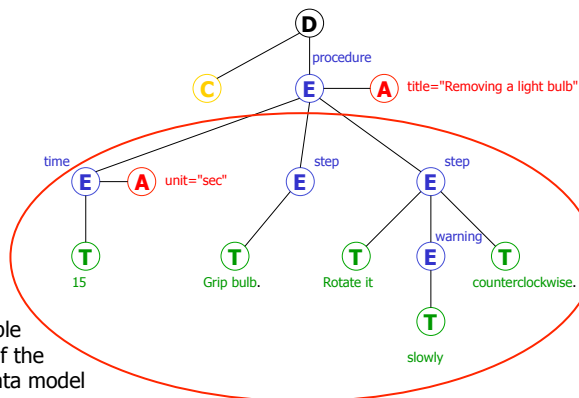 D
procedure
C E A title="Removing a light bulb"
time step step
E A unit="sec" E E
warning
T T T E T
15 Grip bulb. Rotate it counterclockwise.
T
slowly